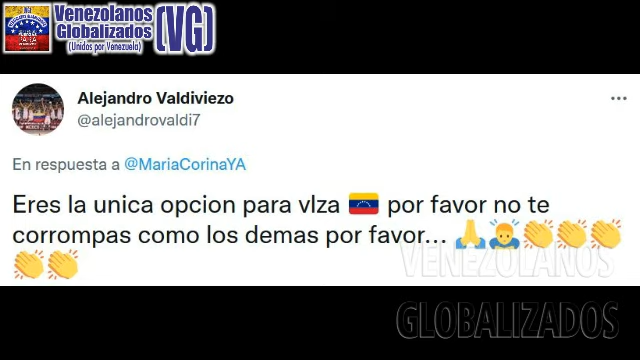 Venezolanos
Globalizados
(Unidos por Venezuela)
(VG)
Alejandro Valdiviezo
@alejandrovaldi7
En respuesta a @MariaCorinaYA
Eres la unica opcion para vlza 🇻🇪 por favor no te
corrompas como los demas por favor... 🙏🙇‍♂️👏👏👏
👏👏
VENEZOLANOS
GLOBALIZADOS